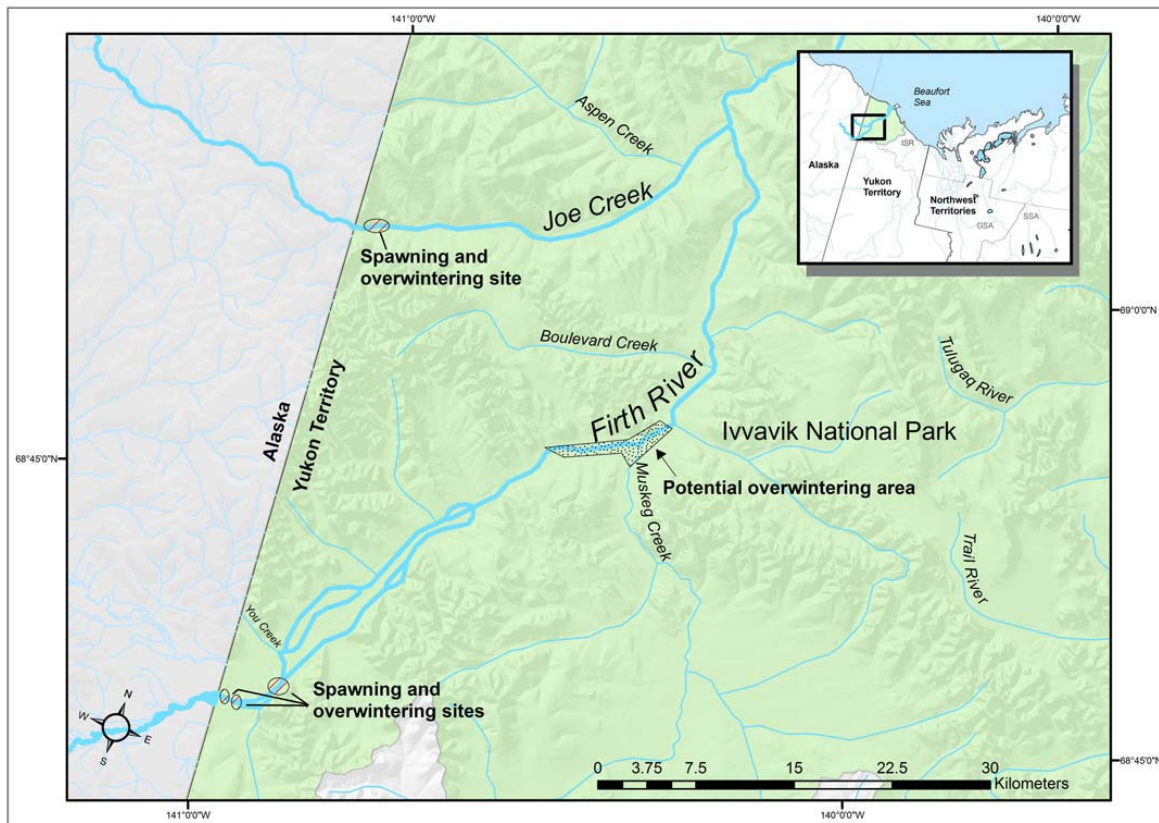 141°0'0"W
140°0'0"W
Aspen Creek
Joe Creek
Spawning and
overwintering site
Beaufort
Sea
ISR
Alaska
Yukon
Territory
Northwest
Territories
GSA
SSA
69°0'0"N
Boulevard Creek
Tulugaq River
Alaska
Yukon Territory
Firth River
Ivvavik National Park
68°45'0"N
Potential overwintering area
Muskeg Creek
Trail River
You Creek
Spawning and
overwintering sites
N
W
E
S
0 3.75 7.5 15 22.5 30
Kilometers
68°45'0"N
141°0'0"W
140°0'0"W